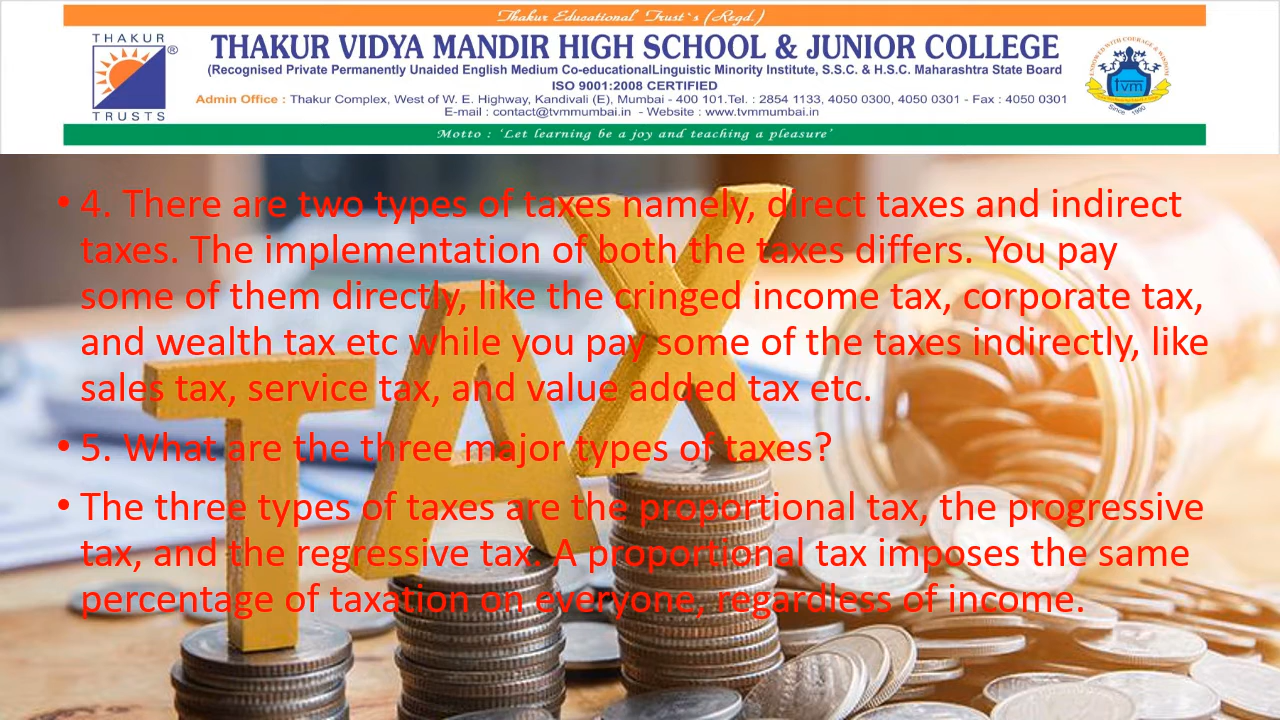 Thakur Educational Trust`s (Regd.)
THAKUR
®
TRUSTS
THAKUR VIDYA MANDIR HIGH SCHOOL & JUNIOR COLLEGE
(Recognised Private Permanently Unaided English Medium Co-educationalLinguistic Minority Institute, S.S.C. & H.S.C. Maharashtra State Board
ISO 9001:2008 CERTIFIED
Admin Office : Thakur Complex, West of W. E. Highway, Kandivali (E), Mumbai - 400 101.Tel. : 2854 1133, 4050 0300, 4050 0301 - Fax : 4050 0301
E-mail : contact@tvmmumbai.in - Website : www.tvmmumbai.in
tvm
Since 1990
Motto : ‘Let learning be a joy and teaching a pleasure’
TAX
• 4. There are two types of taxes namely, direct taxes and indirect
taxes. The implementation of both the taxes differs. You pay
some of them directly, like the cringed income tax, corporate tax,
and wealth tax etc while you pay some of the taxes indirectly, like
sales tax, service tax, and value added tax etc.
• 5. What are the three major types of taxes?
• The three types of taxes are the proportional tax, the progressive
tax, and the regressive tax. A proportional tax imposes the same
percentage of taxation on everyone, regardless of income.